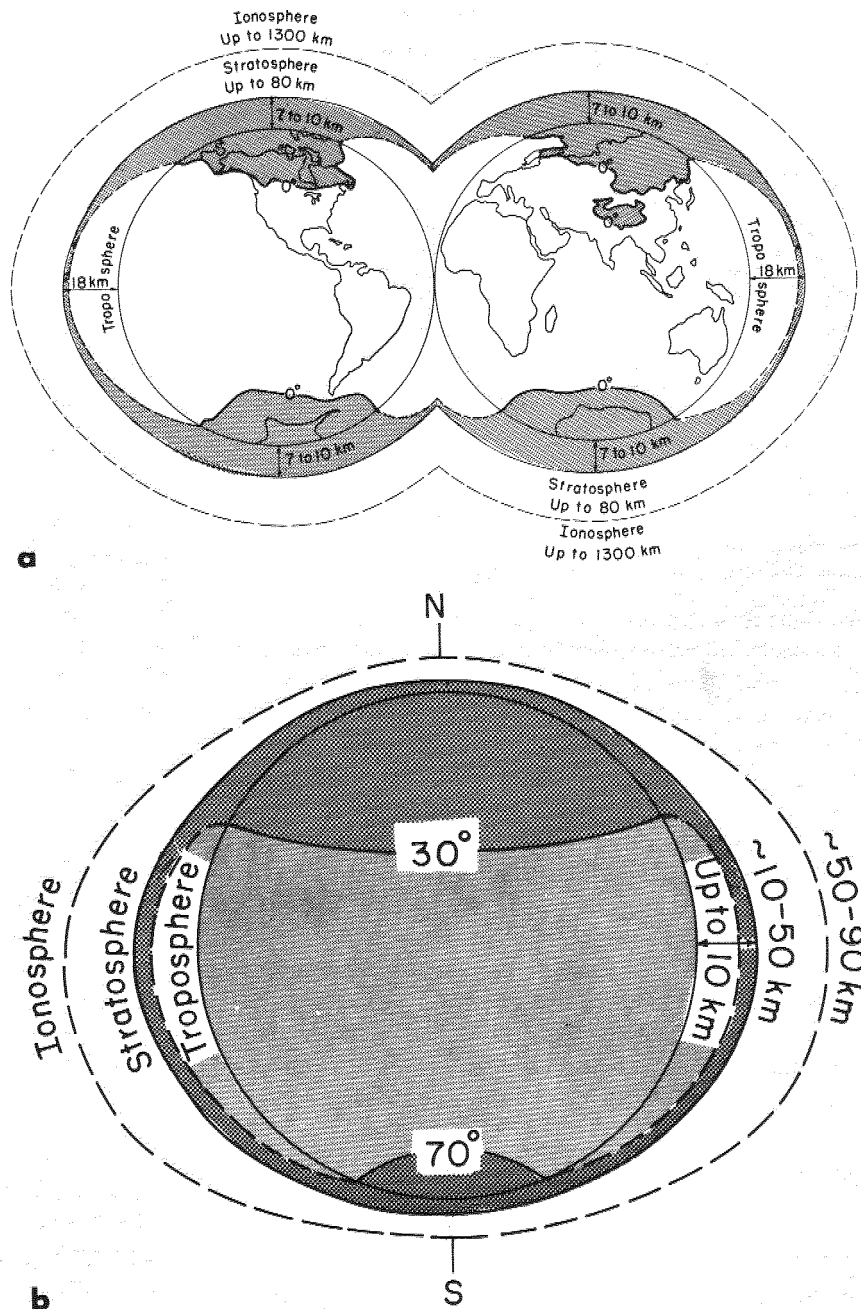 Ionosphere
Up to 1300 km
Stratosphere
Up to 80 km
7 to 10 km
7 to 10 km
0°
0°
0°
Tropo sphere
18 km
Tropo sphere
18 km
0°
0°
7 to 10 km
7 to 10 km
Stratosphere
Up to 80 km
Ionosphere
Up to 1300 km
a
N
30°
Ionosphere
Stratosphere
Troposphere
Up to 10 km
~10-50 km
~50-90 km
70°
S
b